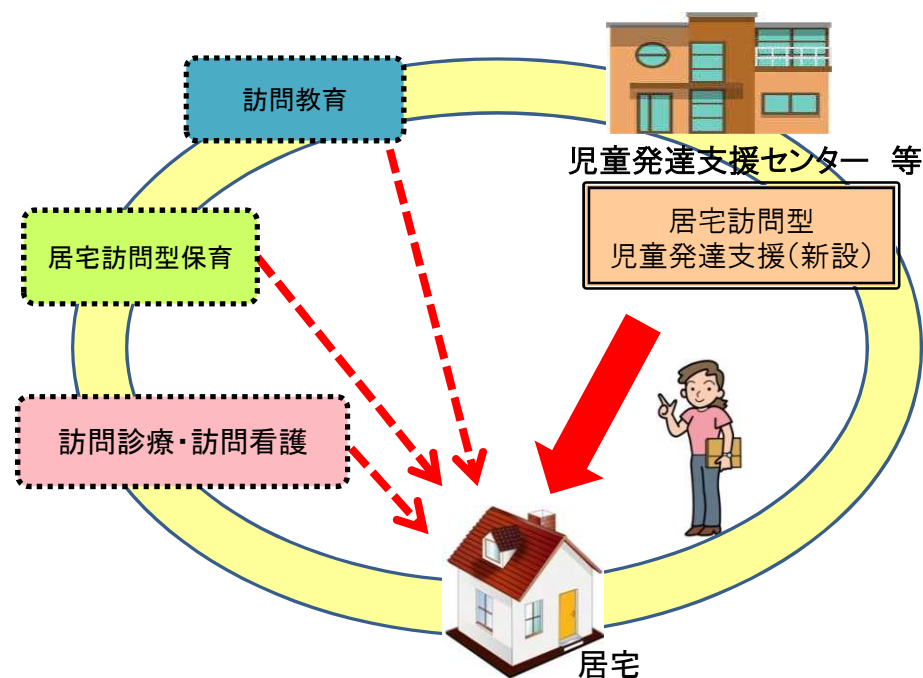 訪問教育
児童発達支援センター　等
居宅訪問型
児童発達支援（新設）
居宅訪問型保育
訪問診療・訪問看護
居宅